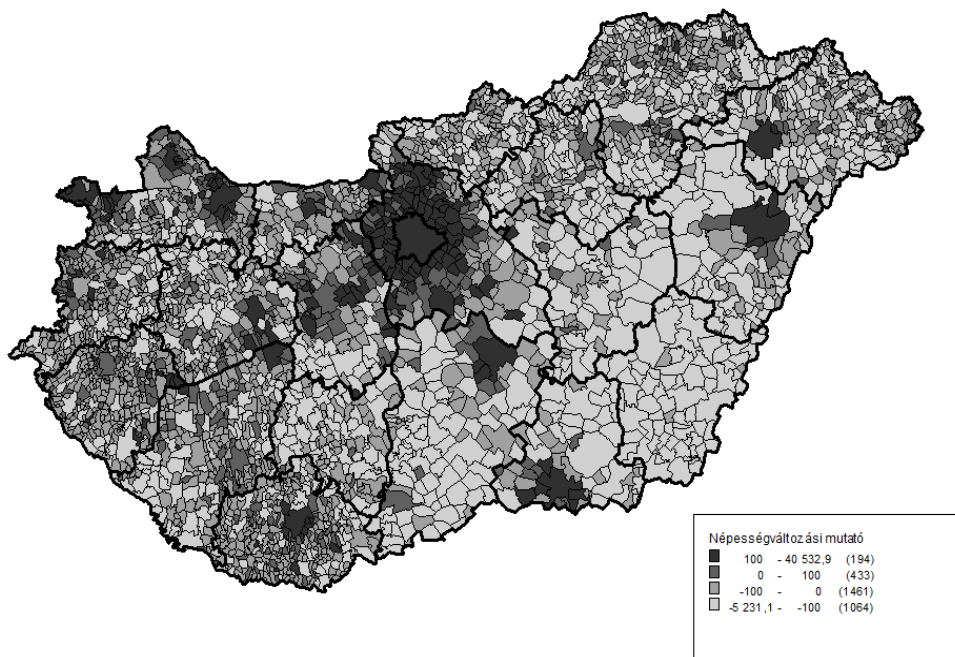 Népességváltozási mutató
100 - 40 532,9 (194)
0 - 100 (433)
-100 - 0 (1461)
-5 231,1 - -100 (1064)